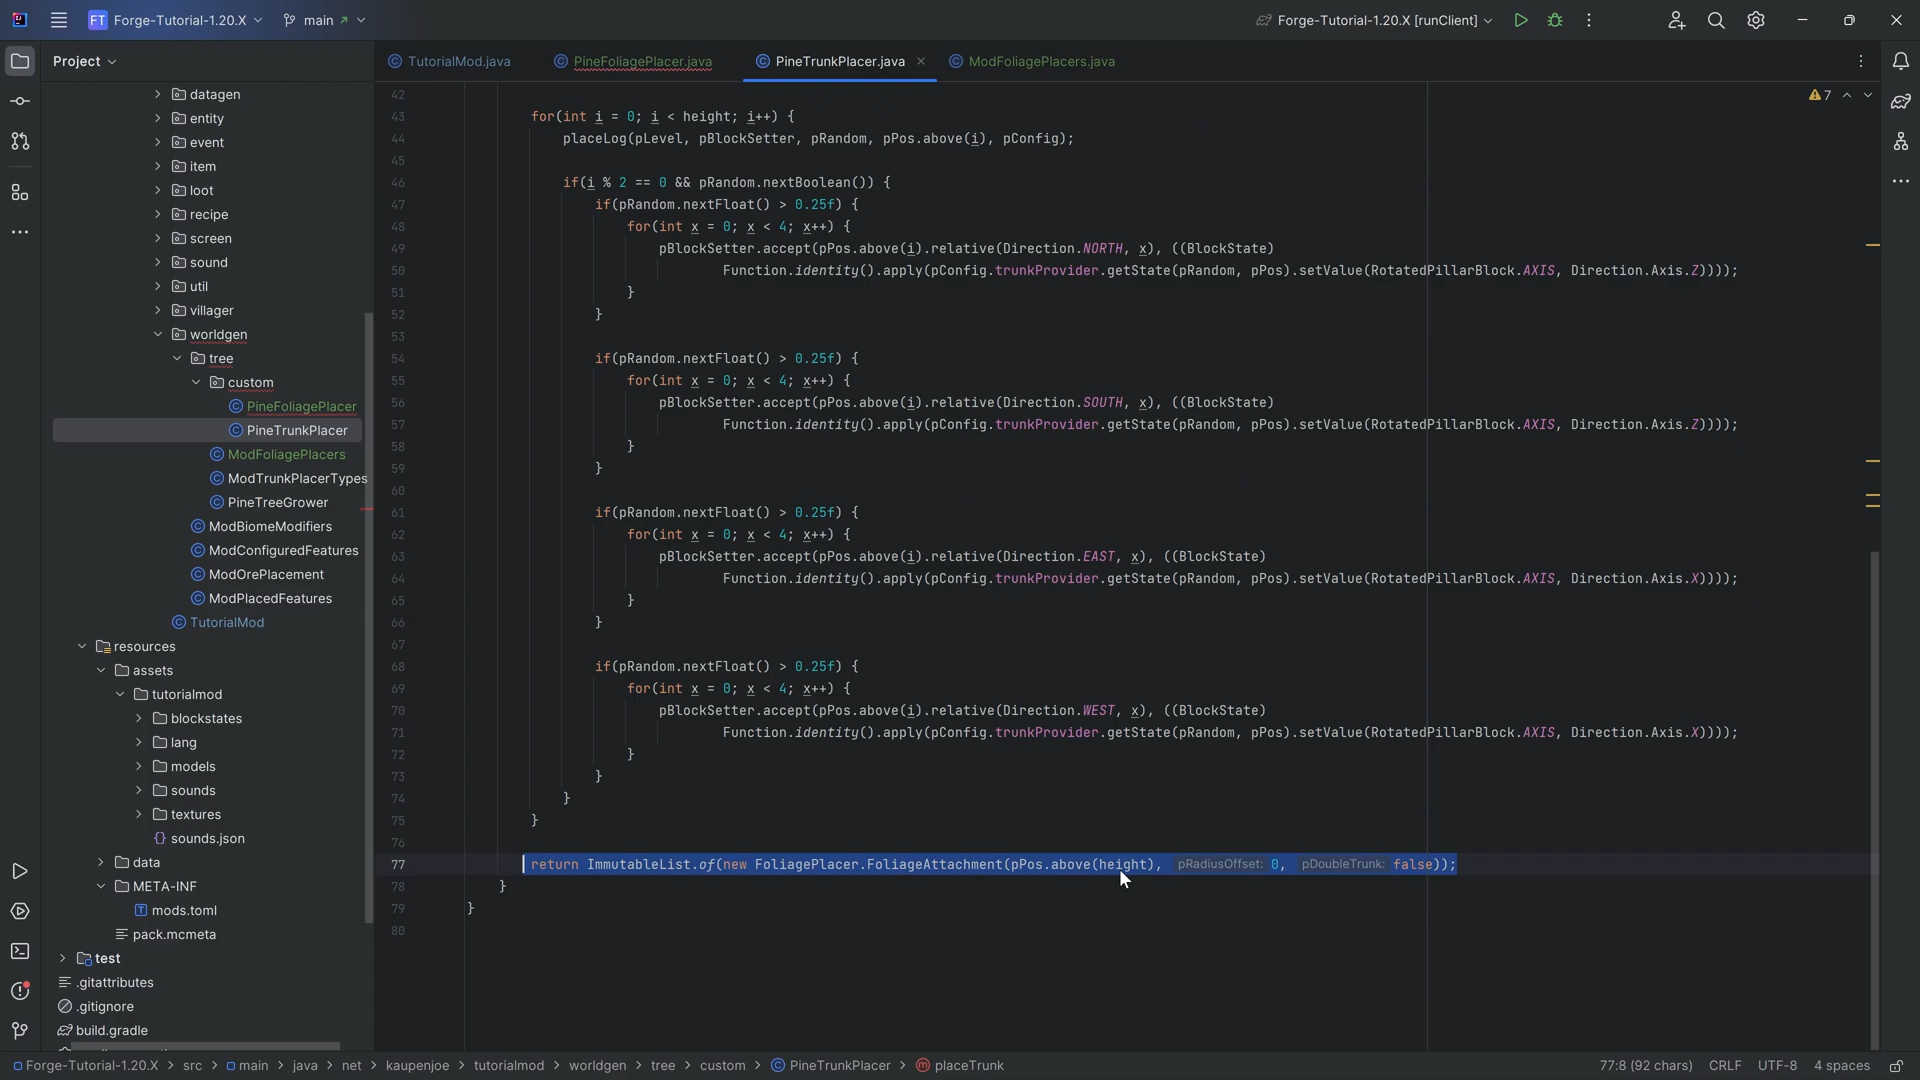 FT Forge-Tutorial-1.20.X main Forge-Tutorial-1.20.X [runClient]
Project
TutorialMod.java PineFoliagePlacer.java PineTrunkPlacer.java ModFoliagePlacers.java
datagen
entity
event
item
loot
recipe
screen
sound
util
villager
worldgen
tree
custom
PineFoliagePlacer
PineTrunkPlacer
ModFoliagePlacers
ModTrunkPlacerTypes
PineTreeGrower
ModBiomeModifiers
ModConfiguredFeatures
ModOrePlacement
ModPlacedFeatures
TutorialMod
resources
assets
tutorialmod
blockstates
lang
models
sounds
textures
sounds.json
data
META-INF
mods.toml
pack.mcmeta
test
.gitattributes
.gitignore
build.gradle
7
42
43 for(int i = 0; i < height; i++) {
44 placeLog(pLevel, pBlockSetter, pRandom, pPos.above(i), pConfig);
45
46 if(i % 2 == 0 && pRandom.nextBoolean()) {
47 if(pRandom.nextFloat() > 0.25f) {
48 for(int x = 0; x < 4; x++) {
49 pBlockSetter.accept(pPos.above(i).relative(Direction.NORTH, x), ((BlockState)
50 Function.identity().apply(pConfig.trunkProvider.getState(pRandom, pPos).setValue(RotatedPillarBlock.AXIS, Direction.Axis.Z))));
51 }
52 }
53
54 if(pRandom.nextFloat() > 0.25f) {
55 for(int x = 0; x < 4; x++) {
56 pBlockSetter.accept(pPos.above(i).relative(Direction.SOUTH, x), ((BlockState)
57 Function.identity().apply(pConfig.trunkProvider.getState(pRandom, pPos).setValue(RotatedPillarBlock.AXIS, Direction.Axis.Z))));
58 }
59 }
60
61 if(pRandom.nextFloat() > 0.25f) {
62 for(int x = 0; x < 4; x++) {
63 pBlockSetter.accept(pPos.above(i).relative(Direction.EAST, x), ((BlockState)
64 Function.identity().apply(pConfig.trunkProvider.getState(pRandom, pPos).setValue(RotatedPillarBlock.AXIS, Direction.Axis.X))));
65 }
66 }
67
68 if(pRandom.nextFloat() > 0.25f) {
69 for(int x = 0; x < 4; x++) {
70 pBlockSetter.accept(pPos.above(i).relative(Direction.WEST, x), ((BlockState)
71 Function.identity().apply(pConfig.trunkProvider.getState(pRandom, pPos).setValue(RotatedPillarBlock.AXIS, Direction.Axis.X))));
72 }
73 }
74 }
75 }
76
77 return ImmutableList.of(new FoliagePlacer.FoliageAttachment(pPos.above(height), pRadiusOffset: 0, pDoubleTrunk: false));
78 }
79 }
80
Forge-Tutorial-1.20.X > src > main > java > net > kaupenjoe > tutorialmod > worldgen > tree > custom > PineTrunkPlacer > placeTrunk 77:8 (92 chars) CRLF UTF-8 4 spaces